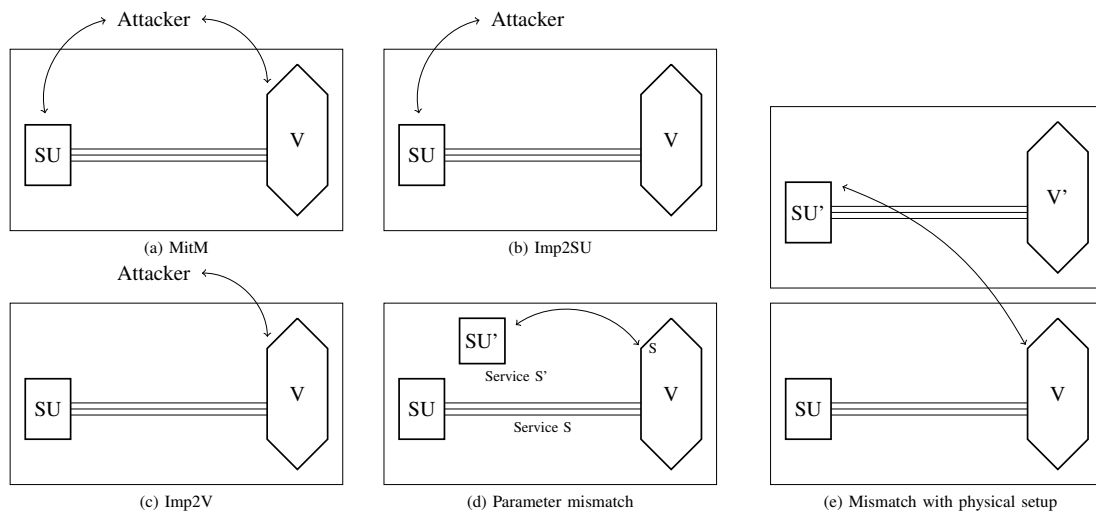 Attacker
SU
V
(a) MitM
Attacker
SU
V
(b) Imp2SU
Attacker
SU
V
(c) Imp2V
SU'
S
Service S'
SU
V
Service S
(d) Parameter mismatch
SU'
V'
SU
V
(e) Mismatch with physical setup